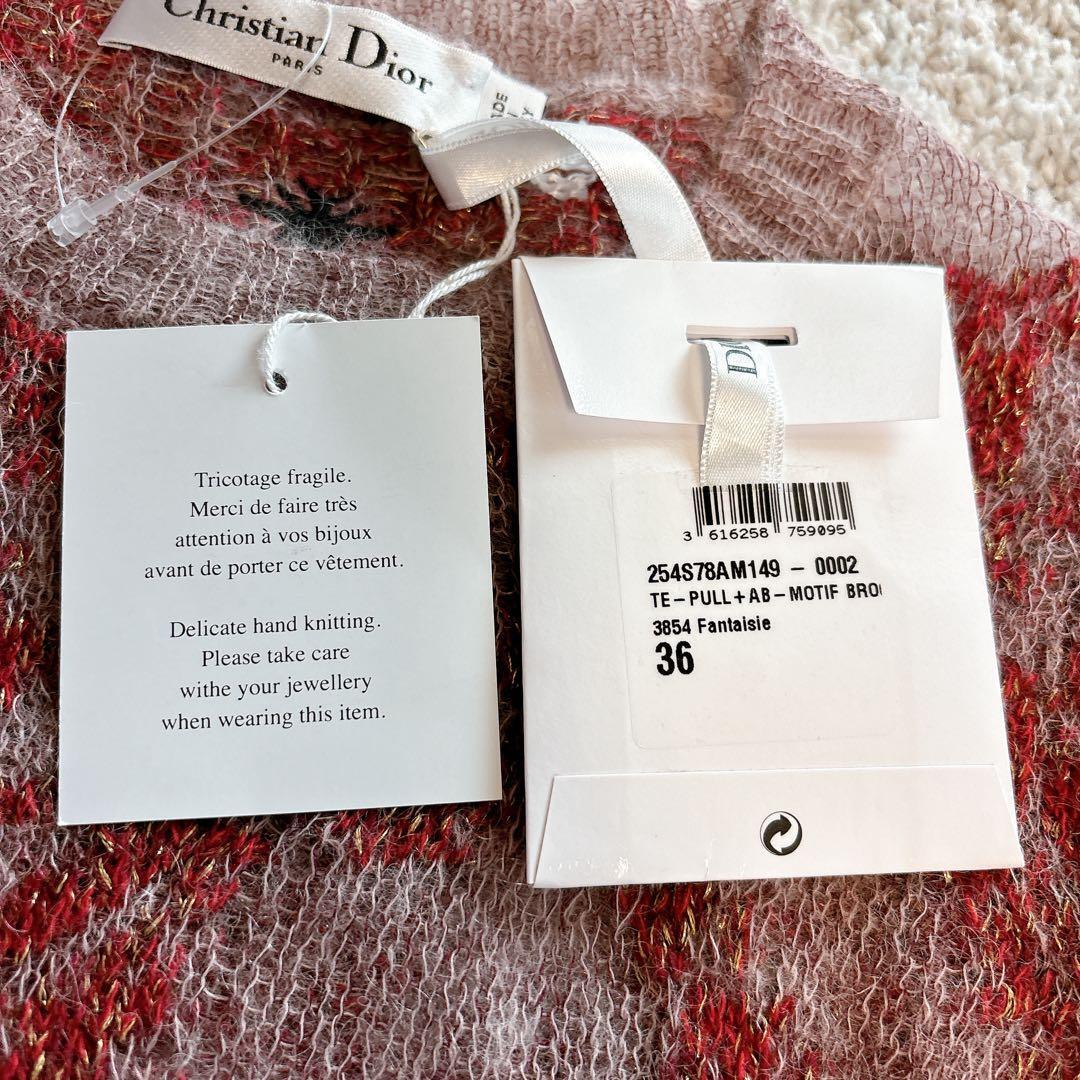 Christian Dior
PARIS
D
Tricotage fragile.
Merci de faire très
attention à vos bijoux
avant de porter ce vêtement.
Delicate hand knitting.
Please take care
withe your jewellery
when wearing this item.
3 616258 759095
254S78AM149 - 0002
TE-PULL+AB-MOTIF BRO
3854 Fantaisie
36